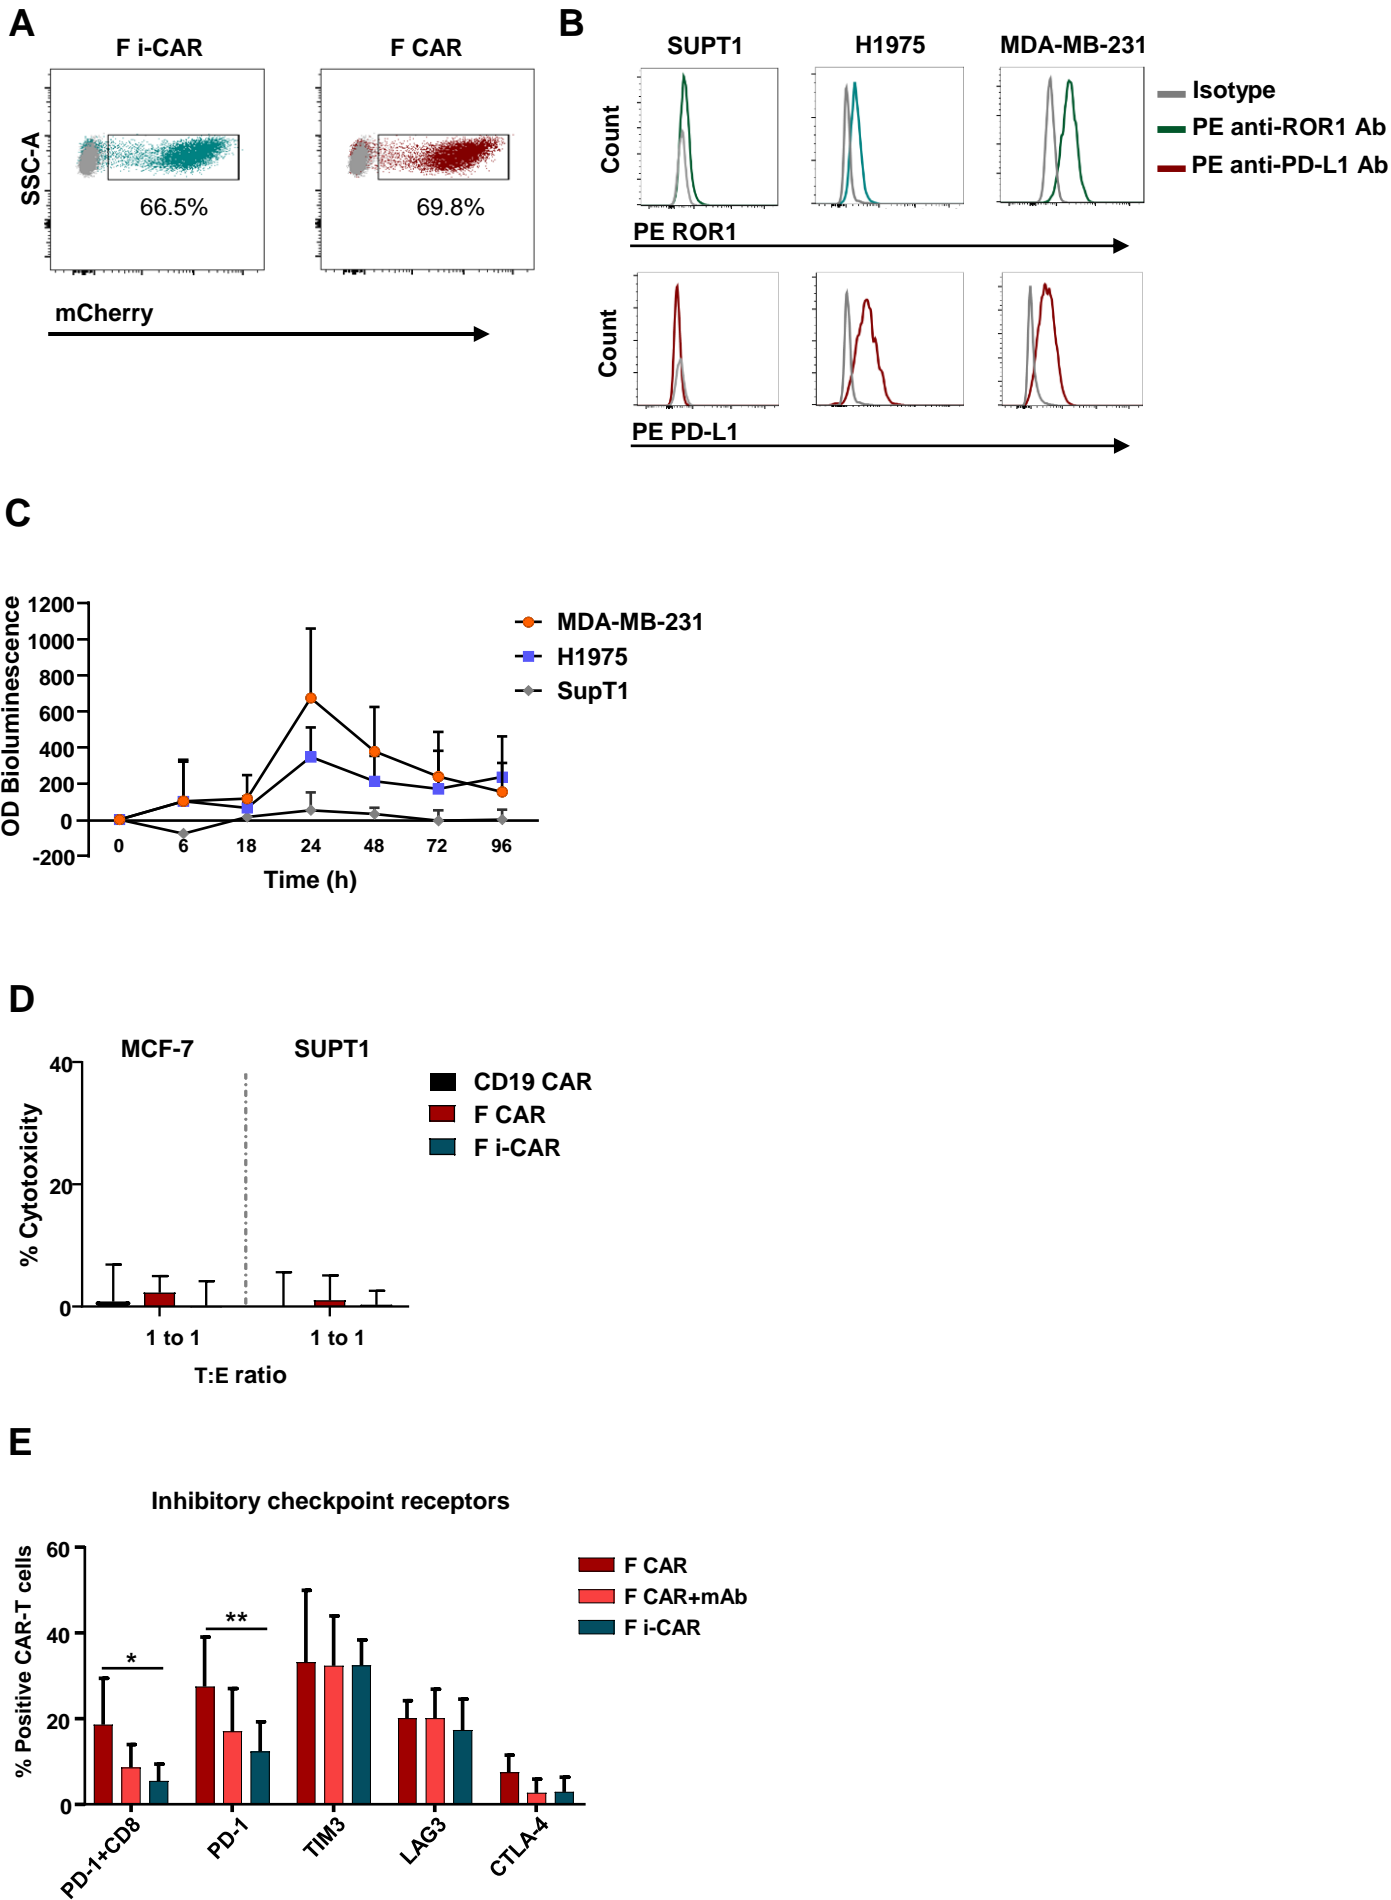 A
F i-CAR
F CAR
SSC-A
66.5%
69.8%
mCherry
B
SUPT1
H1975
MDA-MB-231
Count
Isotype
PE anti-ROR1 Ab
PE anti-PD-L1 Ab
PE ROR1
Count
PE PD-L1
C
OD Bioluminescence
1200
1000
800
600
400
200
0
-200
0
6
18
24
48
72
96
Time (h)
MDA-MB-231
H1975
SupT1
D
MCF-7
SUPT1
% Cytotoxicity
40
20
0
1 to 1
1 to 1
T:E ratio
CD19 CAR
F CAR
F i-CAR
E
Inhibitory checkpoint receptors
% Positive CAR-T cells
60
40
20
0
*
**
PD-1+CD8
PD-1
TIM3
LAG3
CTLA-4
F CAR
F CAR+mAb
F i-CAR